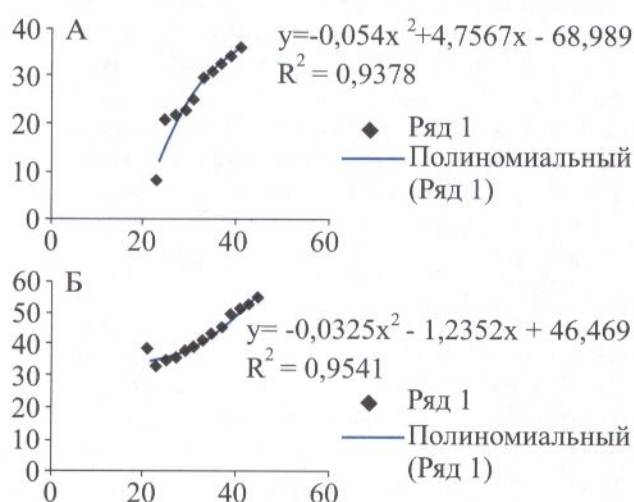 А
y=-0,054x²+4,7567x - 68,989
R² = 0,9378
Ряд 1
Полиномиальный
(Ряд 1)
40
30
20
10
0
0 20 40 60
Б
y= -0,0325x² - 1,2352x + 46,469
R² = 0,9541
Ряд 1
Полиномиальный
(Ряд 1)
60
50
40
30
20
10
0
0 20 40 60